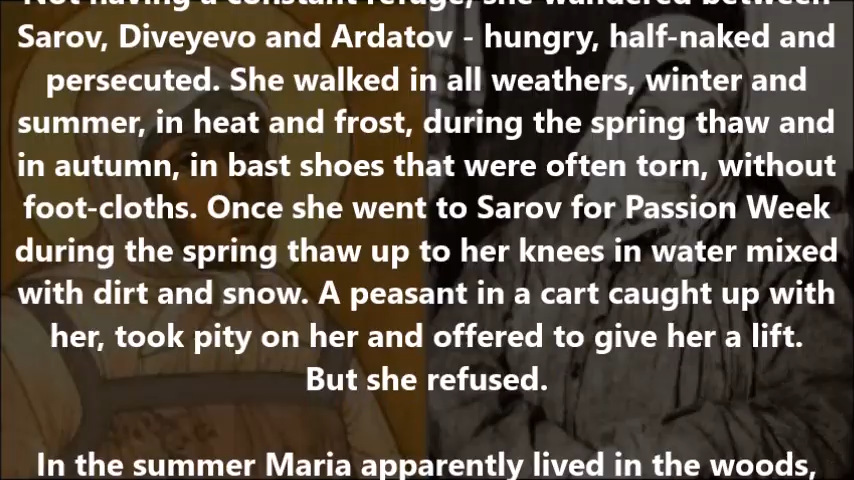 Not having a constant refuge, she wandered between
Sarov, Diveyevo and Ardatov - hungry, half-naked and
persecuted. She walked in all weathers, winter and
summer, in heat and frost, during the spring thaw and
in autumn, in bast shoes that were often torn, without
foot-cloths. Once she went to Sarov for Passion Week
during the spring thaw up to her knees in water mixed
with dirt and snow. A peasant in a cart caught up with
her, took pity on her and offered to give her a lift.
But she refused.
In the summer Maria apparently lived in the woods,